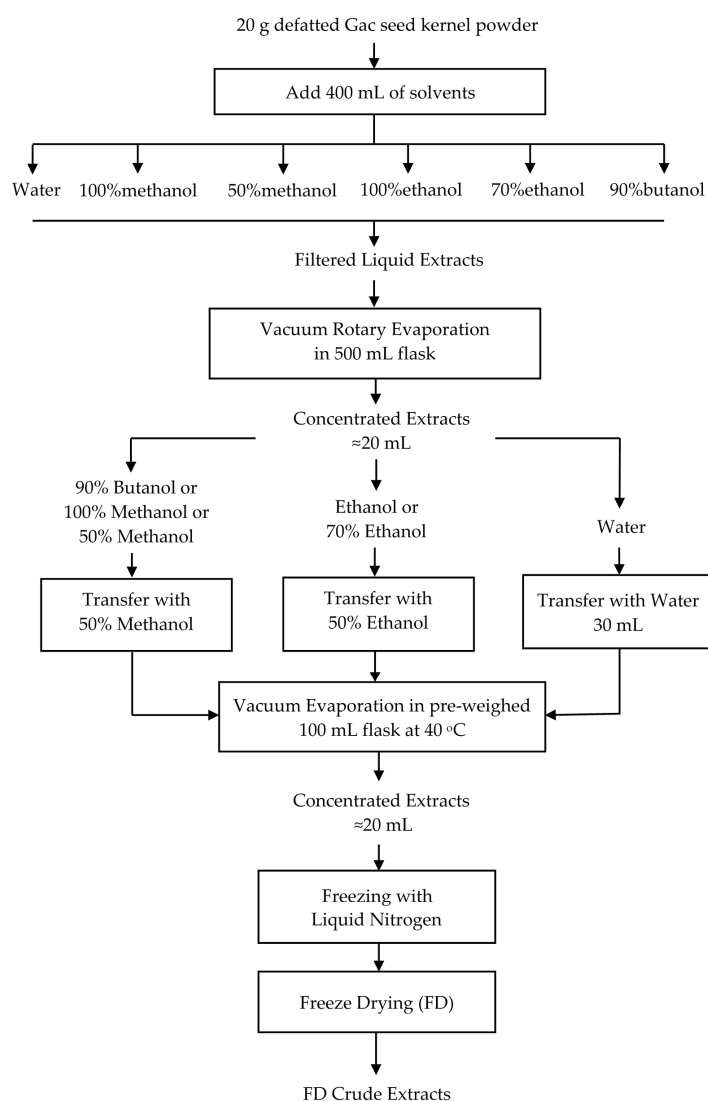 20 g defatted Gac seed kernel powder
Add 400 mL of solvents
Water 100%methanol 50%methanol 100%ethanol 70%ethanol 90%butanol
Filtered Liquid Extracts
Vacuum Rotary Evaporation
in 500 mL flask
Concentrated Extracts
≈20 mL
90% Butanol or
100% Methanol or
50% Methanol
Ethanol or
70% Ethanol
Water
Transfer with
50% Methanol
Transfer with
50% Ethanol
Transfer with Water
30 mL
Vacuum Evaporation in pre-weighed
100 mL flask at 40 °C
Concentrated Extracts
≈20 mL
Freezing with
Liquid Nitrogen
Freeze Drying (FD)
FD Crude Extracts